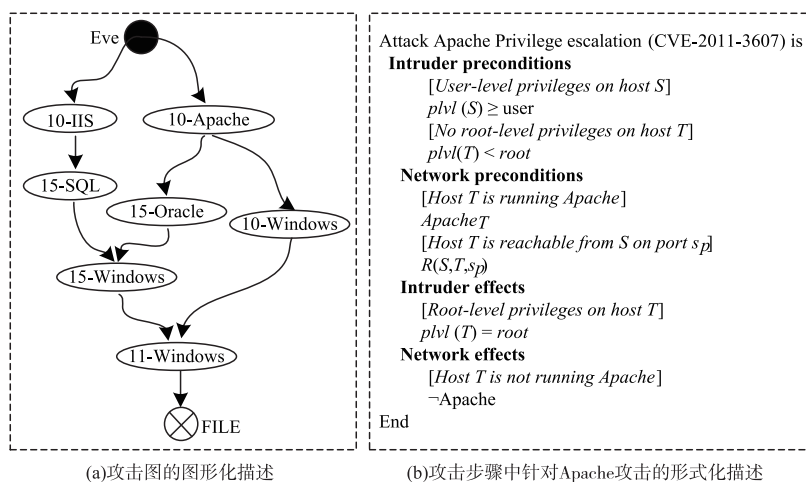 Eve
10-IIS
10-Apache
15-SQL
15-Oracle
10-Windows
15-Windows
11-Windows
FILE
(a)攻击图的图形化描述
Attack Apache Privilege escalation (CVE-2011-3607) is
Intruder preconditions
[User-level privileges on host S]
plvl (S) ≥ user
[No root-level privileges on host T]
plvl(T) < root
Network preconditions
[Host T is running Apache]
ApacheT
[Host T is reachable from S on port sp]
R(S,T,sp)
Intruder effects
[Root-level privileges on host T]
plvl (T) = root
Network effects
[Host T is not running Apache]
¬Apache
End
(b)攻击步骤中针对Apache攻击的形式化描述